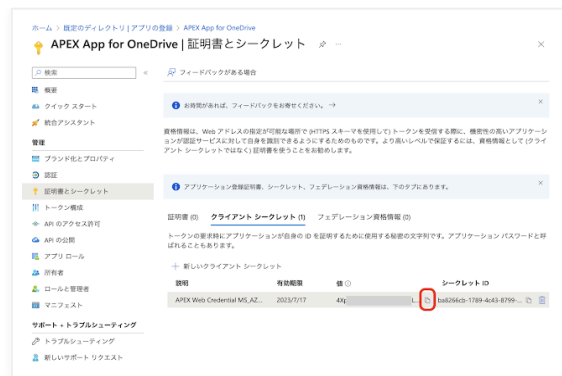 ホーム > 既定のディレクトリ | アプリの登録 > APEX App for OneDrive
APEX App for OneDrive | 証明書とシークレット
検索
フィードバックがある場合
概要
クイック スタート
統合アシスタント
管理
ブランド化とプロパティ
認証
証明書とシークレット
トークン構成
API のアクセス許可
API の公開
アプリ ロール
所有者
ロールと管理者
マニフェスト
サポート + トラブルシューティング
トラブルシューティング
新しいサポート リクエスト
お時間があれば、フィードバックをお寄せください。 →
資格情報は、Web アドレスの指定が可能な場所で (HTTPS スキーマを使用して) トークンを受信する際に、機密性の高いアプリケーシ
ョンが認証サービスに対して自身を識別できるようにするためのものです。より高いレベルで保証するには、資格情報として (クライ
アント シークレットではなく) 証明書を使うことをお勧めします。
アプリケーション登録証明書、シークレット、フェデレーション資格情報は、下のタブにあります。
証明書 (0) クライアント シークレット (1) フェデレーション資格情報 (0)
トークンの要求時にアプリケーションが自身の ID を証明するために使用する秘密の文字列です。アプリケーション パスワードと呼
ばれることもあります。
新しいクライアント シークレット
説明 有効期限 値 シークレット ID
APEX Web Credential MS_AZ... 2023/7/17 4Xp L... ba8266cb-1789-4c43-8799-...